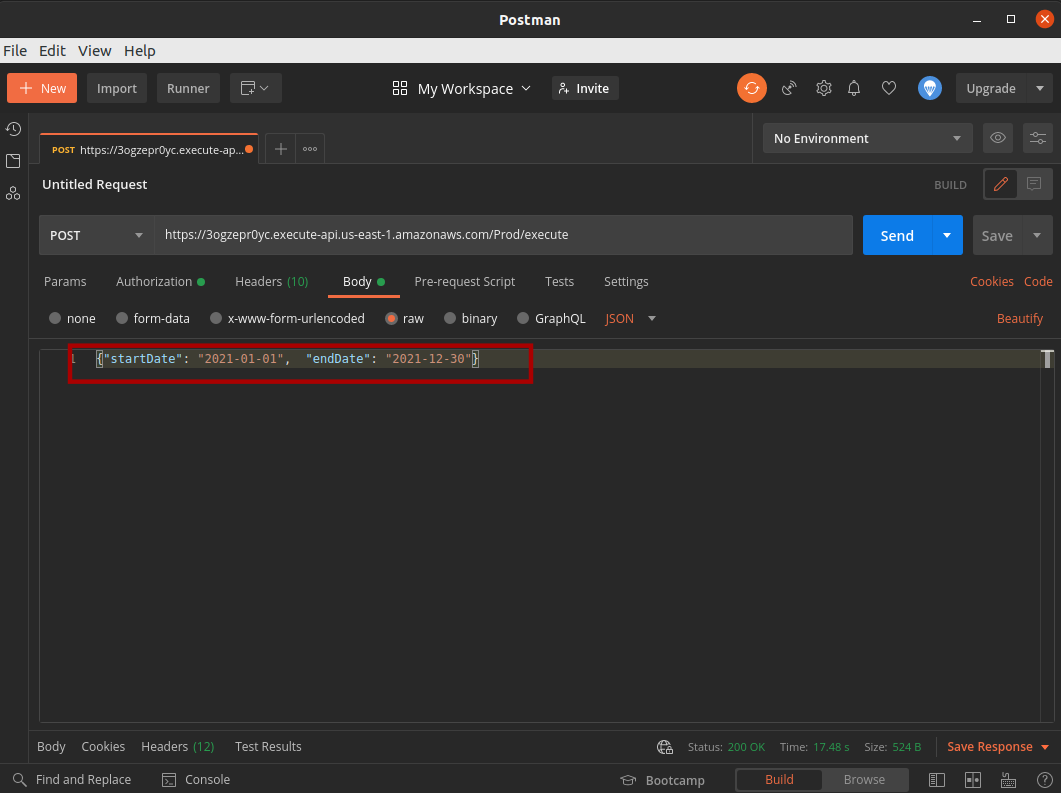 Postman
File Edit View Help
New Import Runner My Workspace Invite Upgrade
POST https://3ogzepr0yc.execute-ap... No Environment
Untitled Request BUILD
POST https://3ogzepr0yc.execute-api.us-east-1.amazonaws.com/Prod/execute Send Save
Params Authorization Headers (10) Body Pre-request Script Tests Settings Cookies Code
none form-data x-www-form-urlencoded raw binary GraphQL JSON Beautify
1 {"startDate": "2021-01-01", "endDate": "2021-12-30"}
Body Cookies Headers (12) Test Results Status: 200 OK Time: 17.48 s Size: 524 B Save Response
Find and Replace Console Bootcamp Build Browse